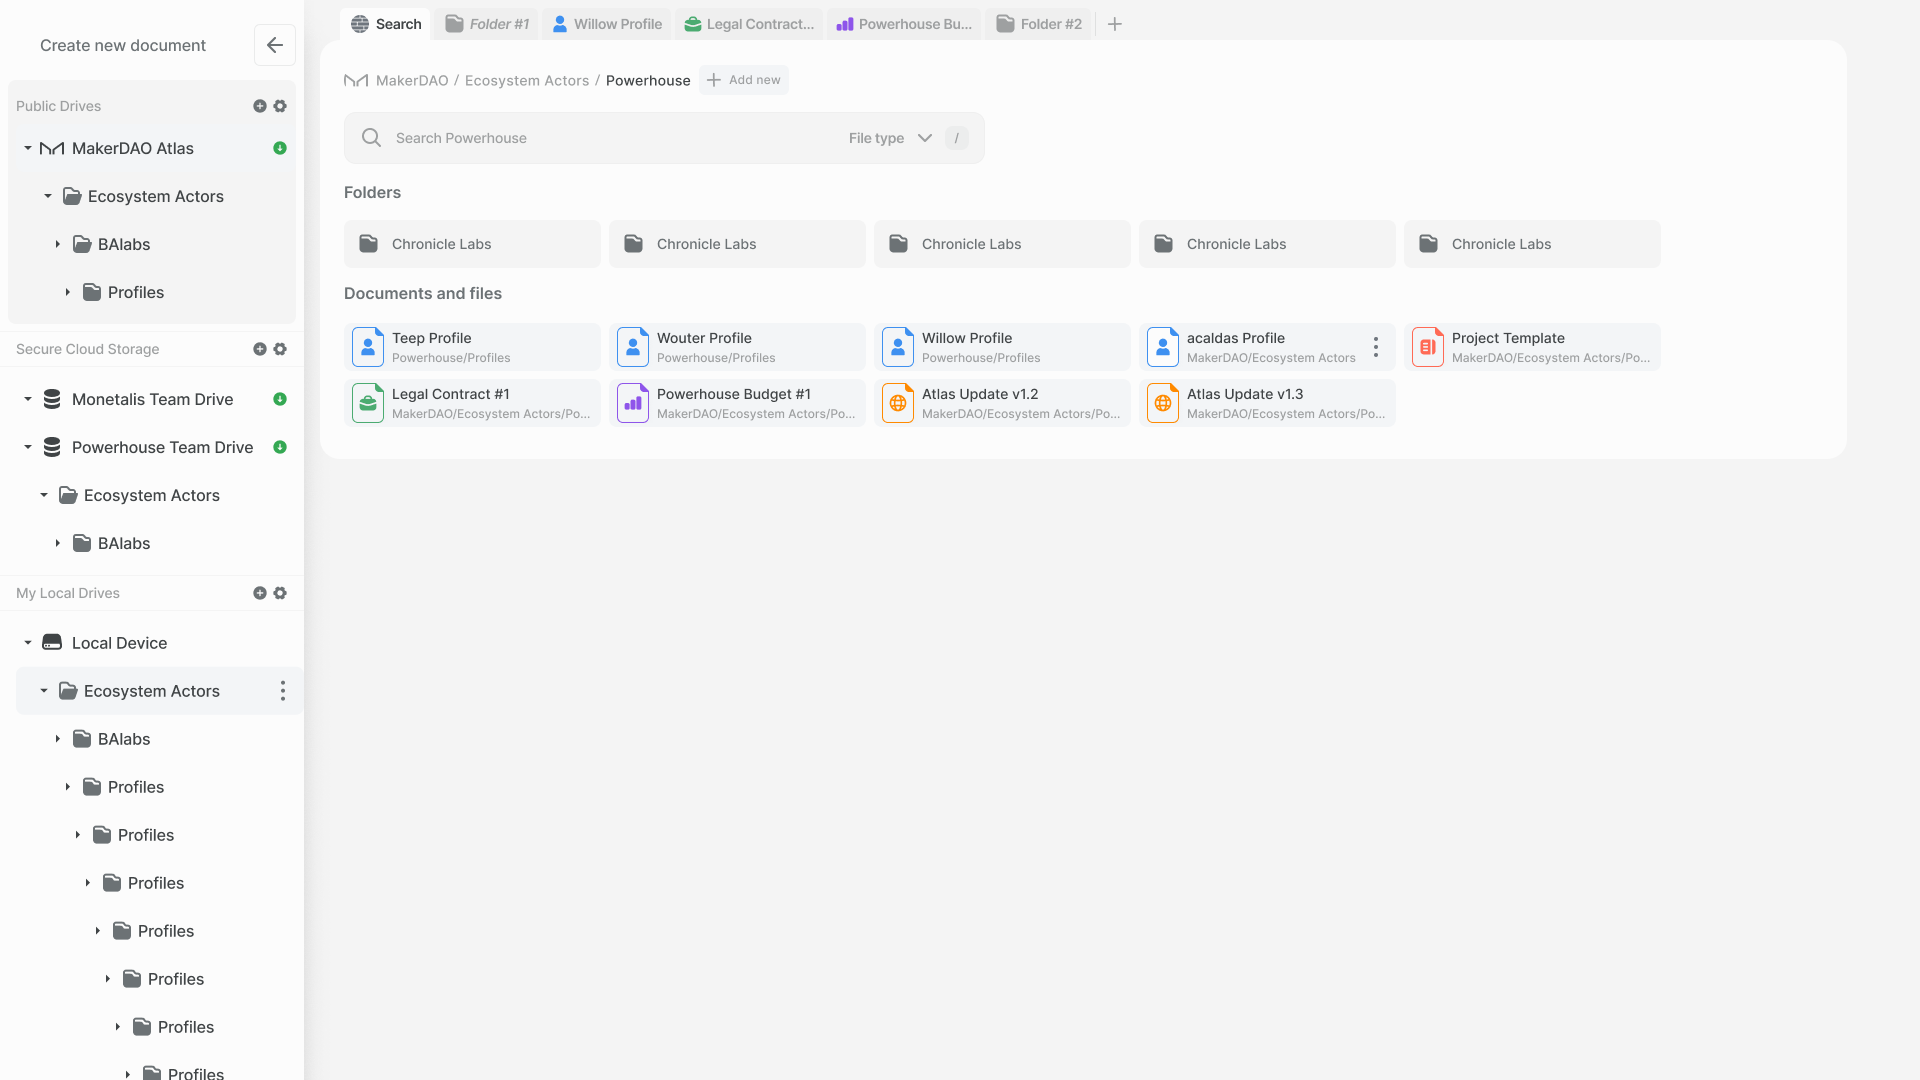 Create new document
Public Drives
MakerDAO Atlas
Ecosystem Actors
BAlabs
Profiles
Secure Cloud Storage
Monetalis Team Drive
Powerhouse Team Drive
Ecosystem Actors
BAlabs
My Local Drives
Local Device
Ecosystem Actors
BAlabs
Profiles
Profiles
Profiles
Profiles
Profiles
Profiles
Profiles
Search
Folder #1
Willow Profile
Legal Contract...
Powerhouse Bu...
Folder #2
MakerDAO / Ecosystem Actors / Powerhouse
Add new
Search Powerhouse
File type
/
Folders
Chronicle Labs
Chronicle Labs
Chronicle Labs
Chronicle Labs
Chronicle Labs
Documents and files
Teep Profile
Powerhouse/Profiles
Wouter Profile
Powerhouse/Profiles
Willow Profile
Powerhouse/Profiles
acaldas Profile
MakerDAO/Ecosystem Actors
Project Template
MakerDAO/Ecosystem Actors/Po...
Legal Contract #1
MakerDAO/Ecosystem Actors/Po...
Powerhouse Budget #1
MakerDAO/Ecosystem Actors/Po...
Atlas Update v1.2
MakerDAO/Ecosystem Actors/Po...
Atlas Update v1.3
MakerDAO/Ecosystem Actors/Po...